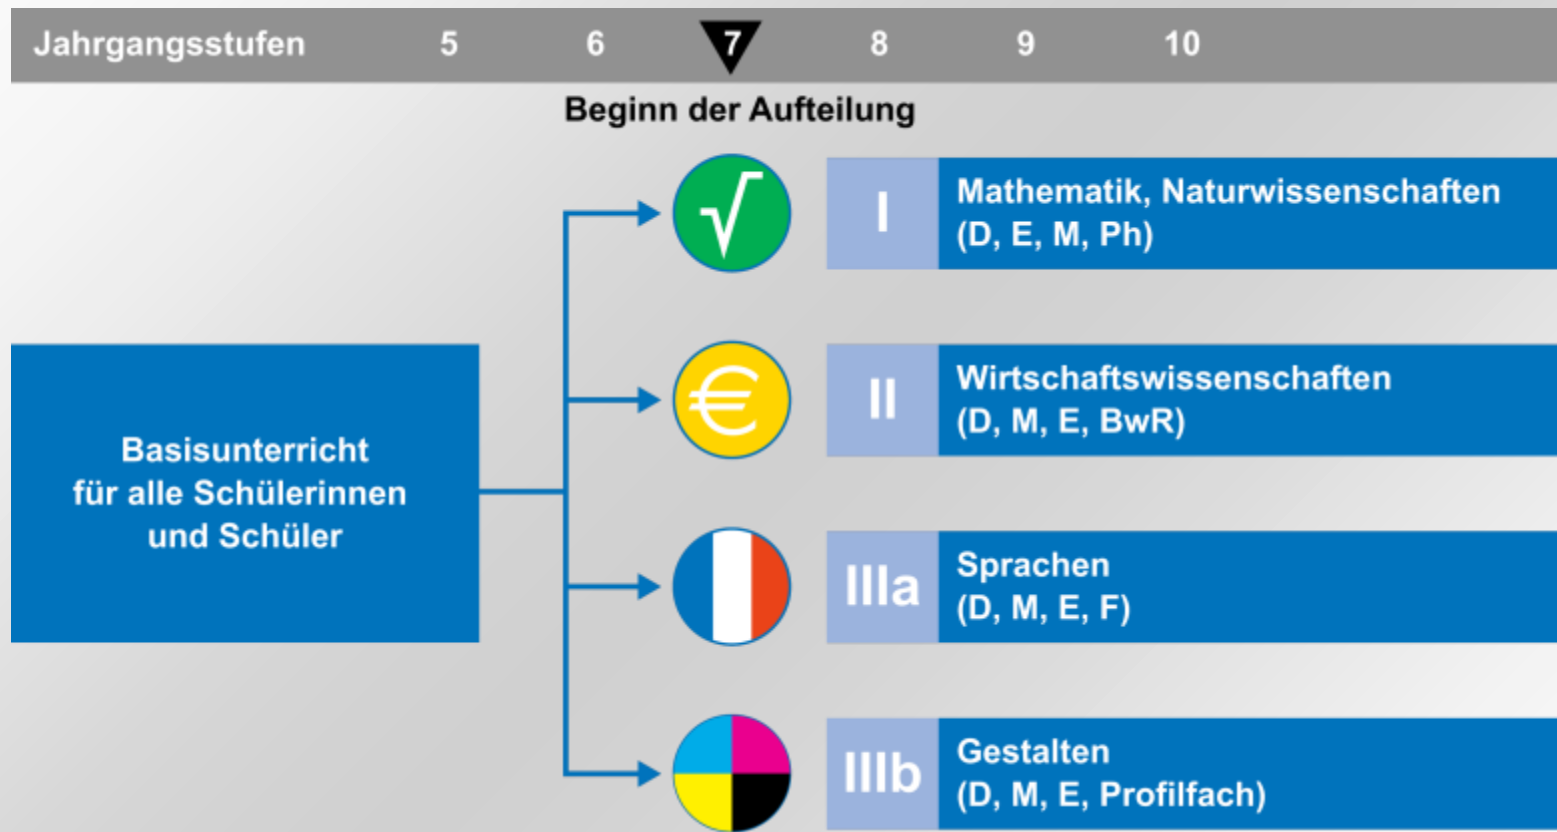 Jahrgangsstufen 5 6 7 8 9 10
Beginn der Aufteilung
Basisunterricht
für alle Schülerinnen
und Schüler
√
I
Mathematik, Naturwissenschaften
(D, E, M, Ph)
€
II
Wirtschaftswissenschaften
(D, M, E, BwR)
IIIa
Sprachen
(D, M, E, F)
IIIb
Gestalten
(D, M, E, Profilfach)